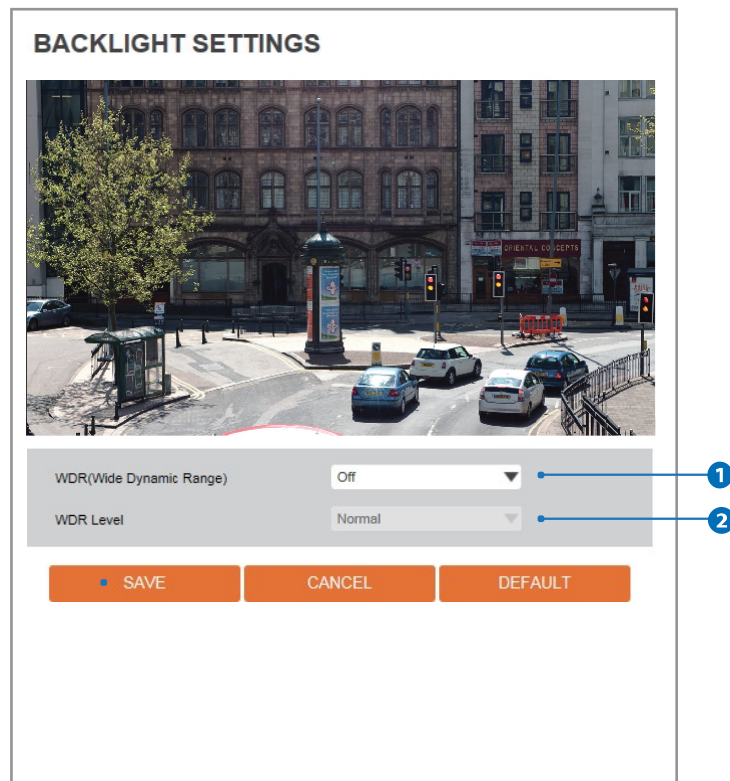 BACKLIGHT SETTINGS
ORIENTAL CONCEPTS
WDR(Wide Dynamic Range)
Off
1
WDR Level
Normal
2
SAVE
CANCEL
DEFAULT